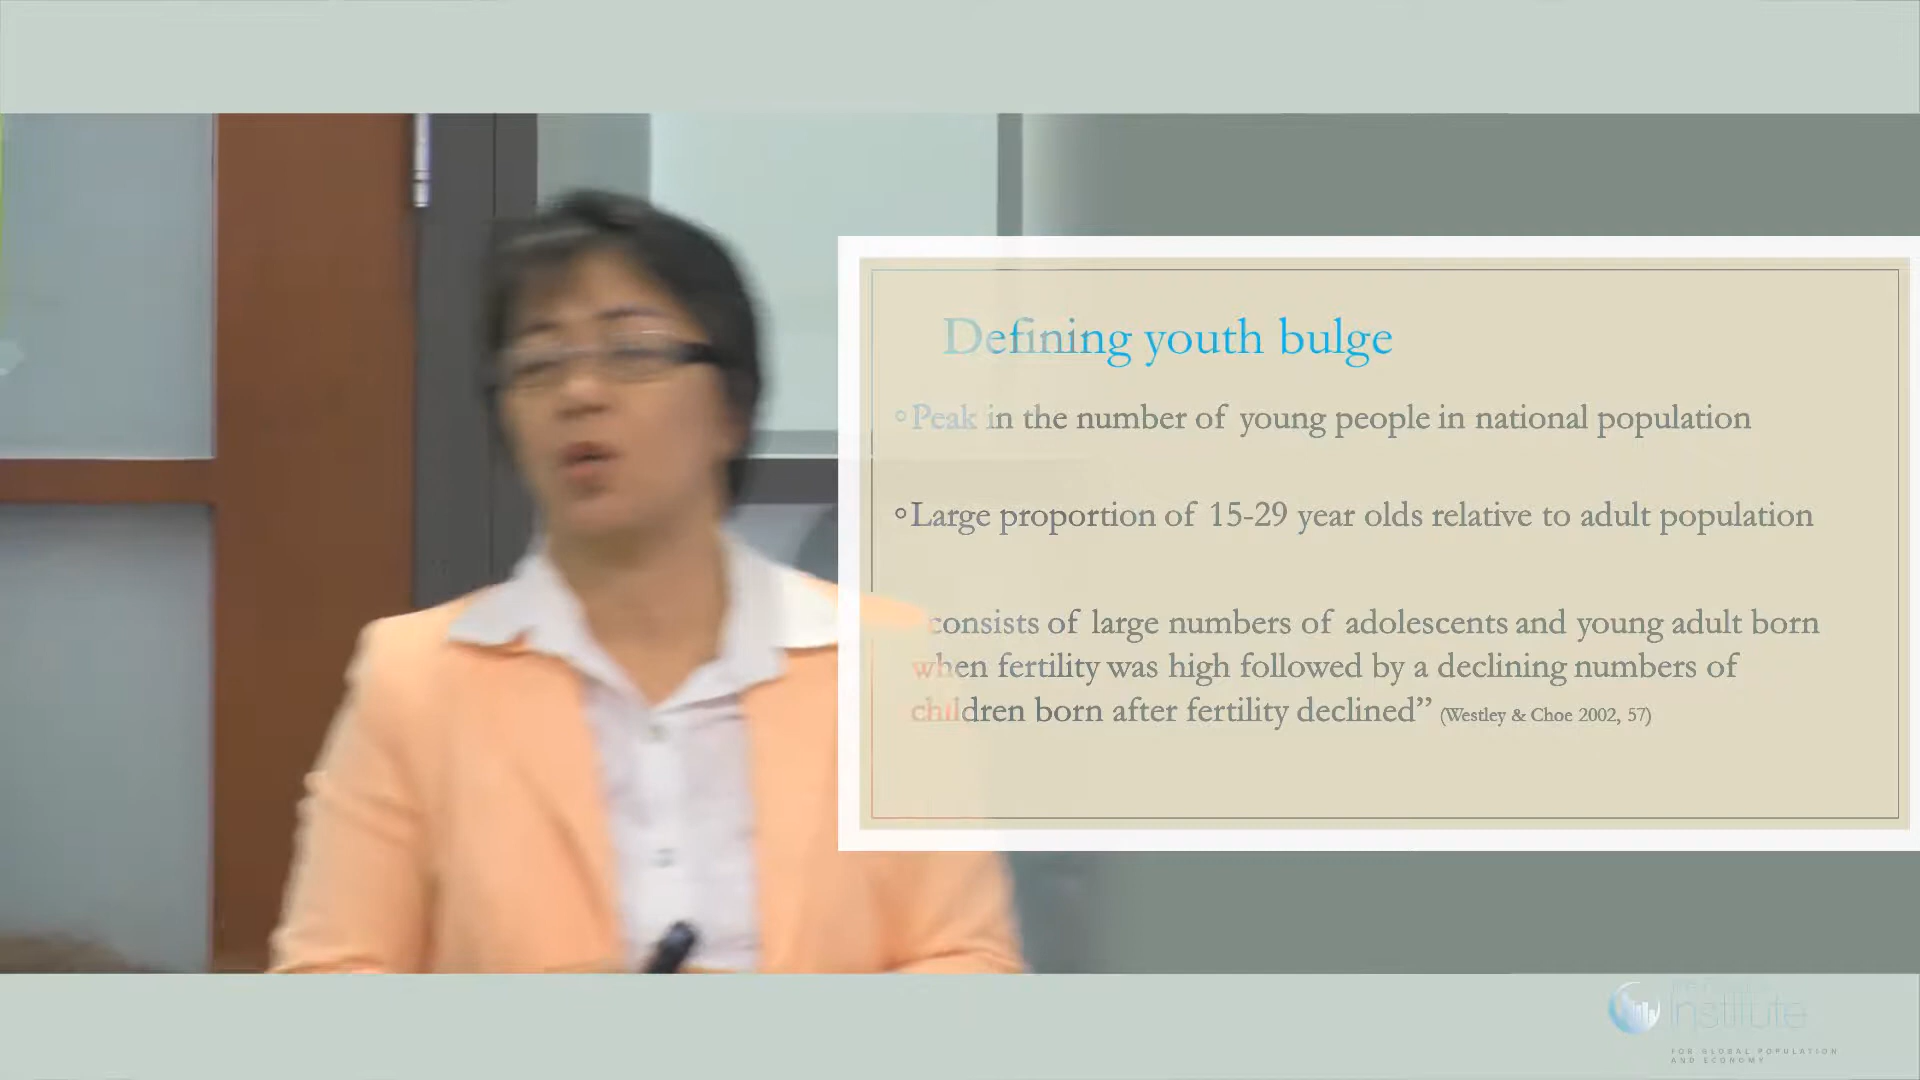 Defining youth bulge
◦Peak in the number of young people in national population
◦Large proportion of 15-29 year olds relative to adult population
consists of large numbers of adolescents and young adult born
when fertility was high followed by a declining numbers of
children born after fertility declined” (Westley & Choe 2002, 57)
Institute
FOR GLOBAL POPULATION
AND ECONOMY